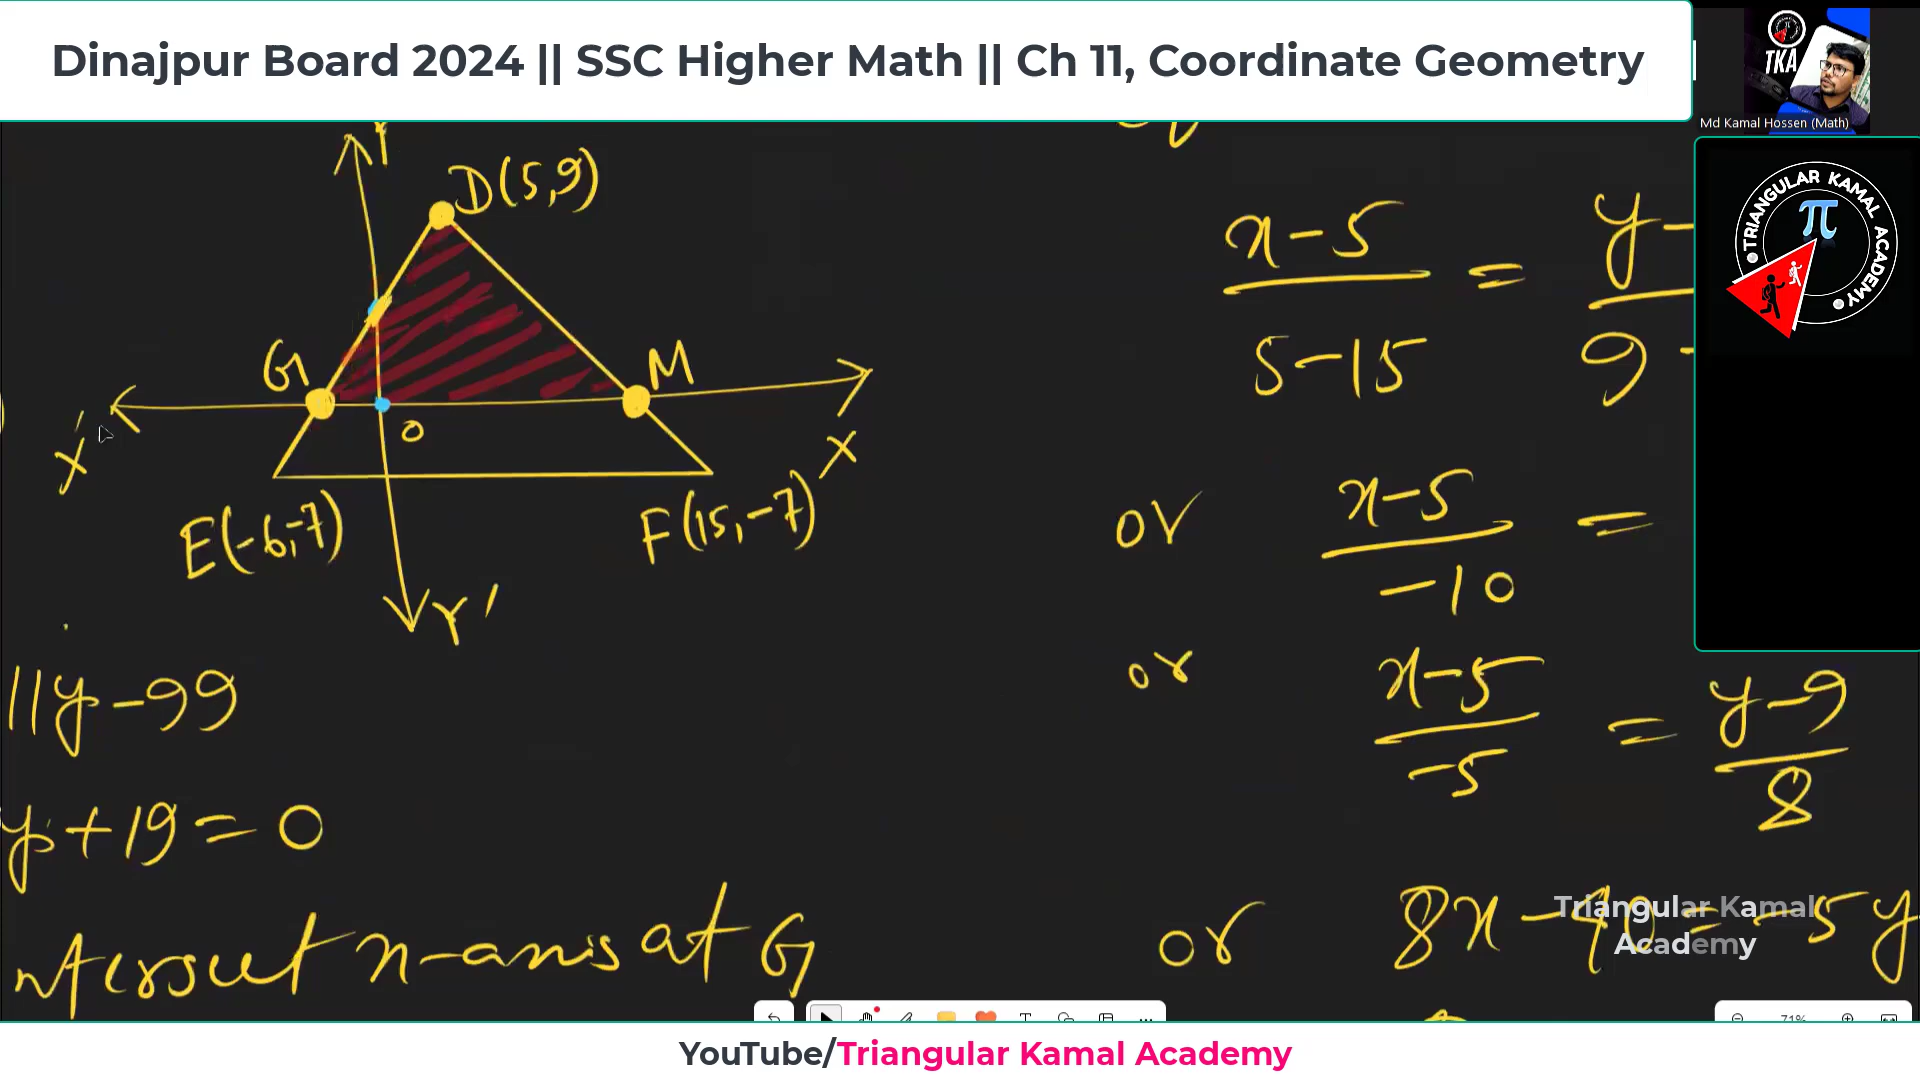 Dinajpur Board 2024 || SSC Higher Math || Ch 11, Coordinate Geometry
TKA
Md Kamal Hossen (Math)
TRIANGULAR KAMAL ACADEMY
π
Y
D(5,9)
G
M
O
X'
X
E(-6,-7)
F(15,-7)
Y'
11y-99
y+19=0
ntersect x-axis at G
x-5 / 5-15 = y- / 9-
or x-5 / -10 =
or x-5 / -5 = y-9 / 8
or 8x-40=-5y
Triangular Kamal
Academy
71%
YouTube/Triangular Kamal Academy